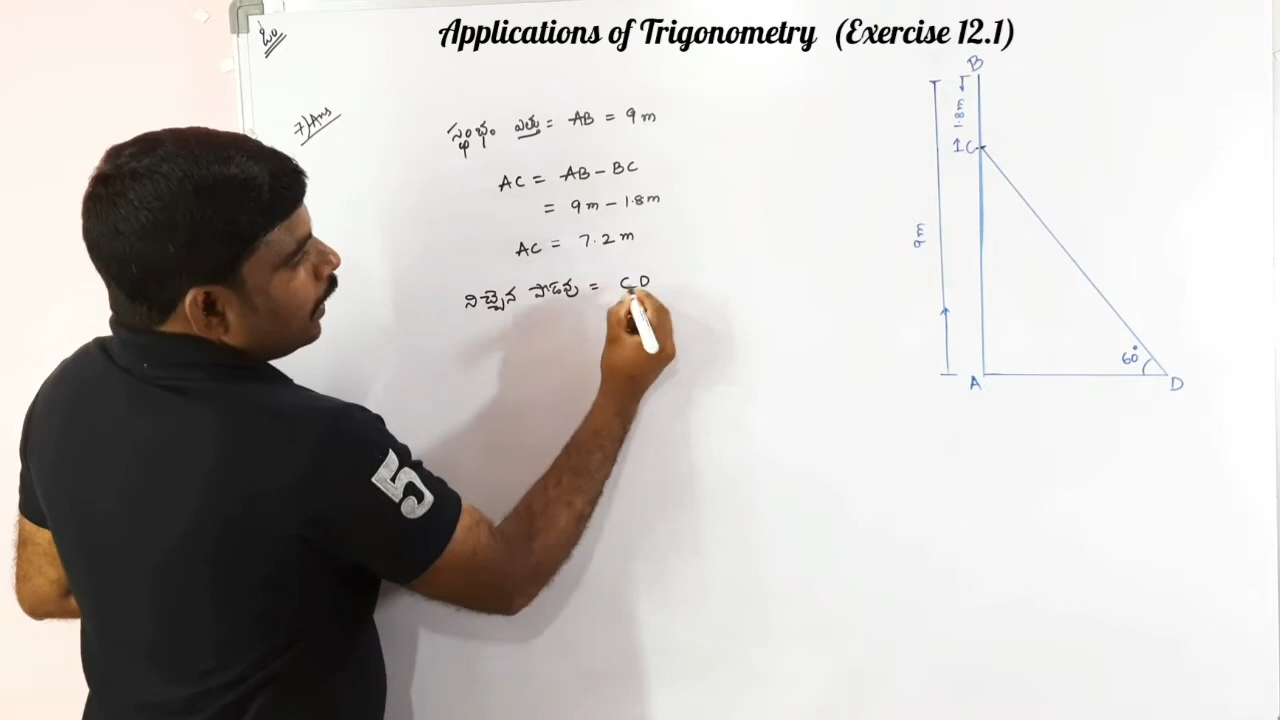 Applications of Trigonometry (Exercise 12.1)
ఓం
7) Ans
స్థంభం ఎత్తు = AB = 9 m
AC = AB - BC
= 9 m - 1.8 m
AC = 7.2 m
నిచ్చెన పొడవు = CD
B
1.8 m
C
9 m
60°
A
D
5